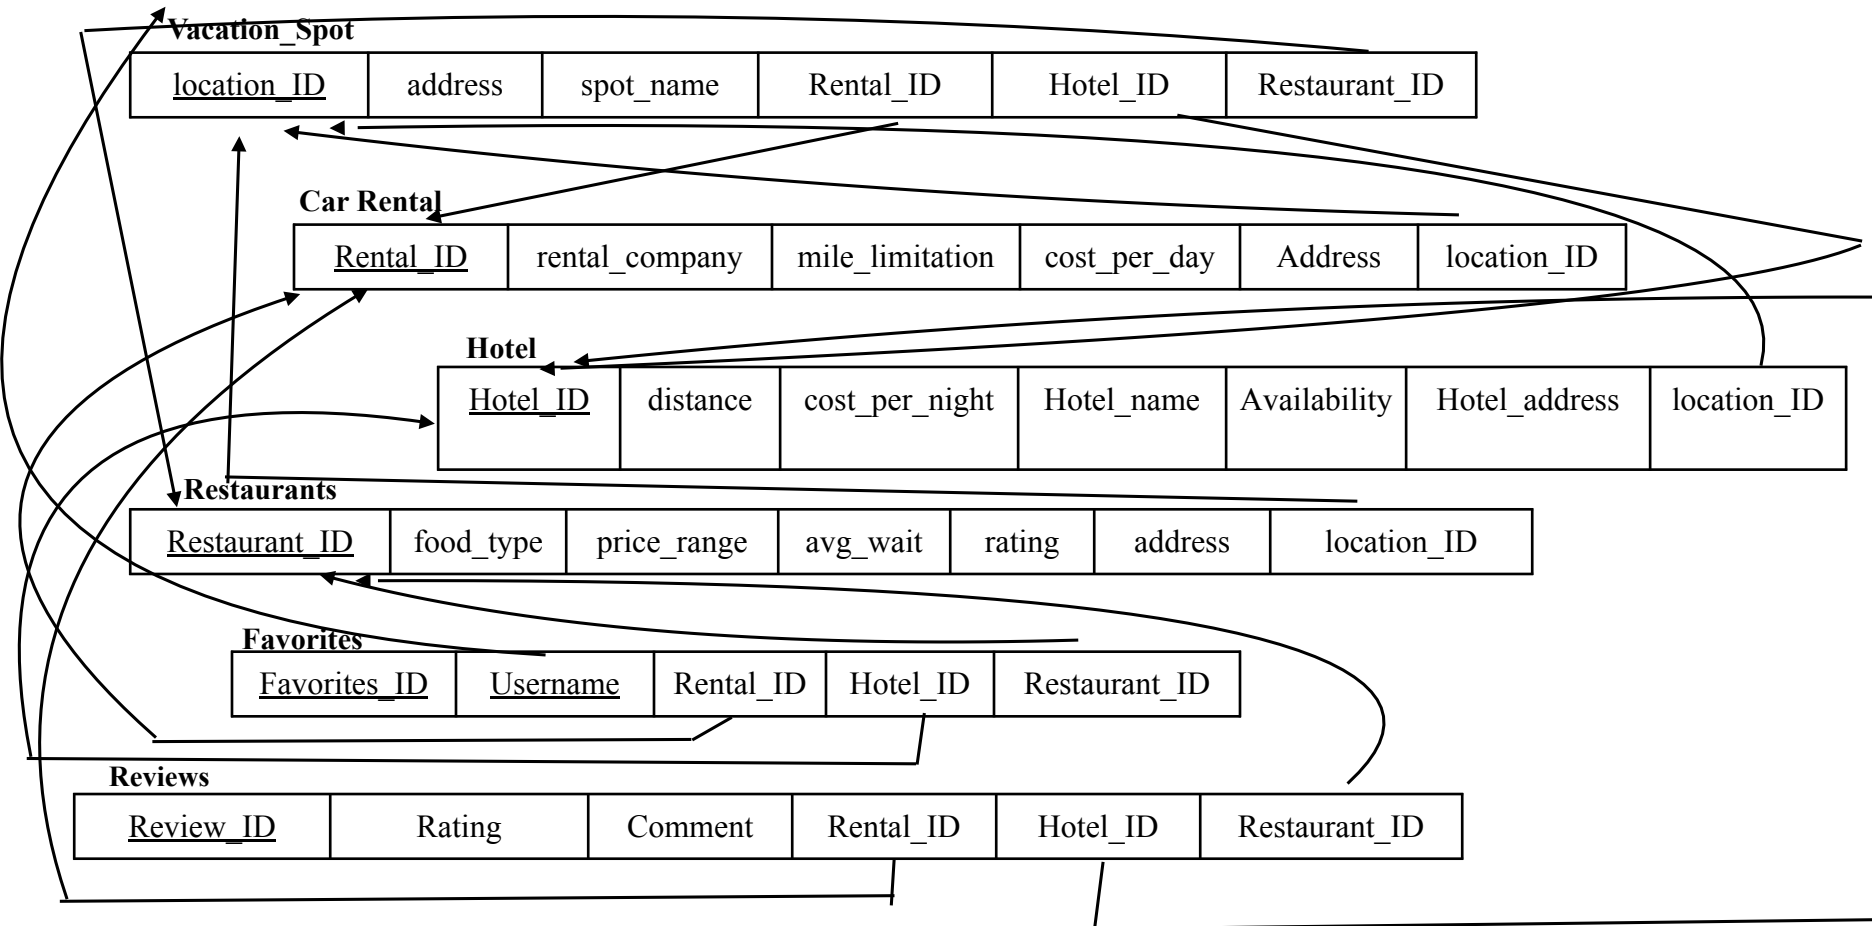 Vacation_Spot
location_ID address spot_name Rental_ID Hotel_ID Restaurant_ID
Car Rental
Rental_ID rental_company mile_limitation cost_per_day Address location_ID
Hotel
Hotel_ID distance cost_per_night Hotel_name Availability Hotel_address location_ID
Restaurants
Restaurant_ID food_type price_range avg_wait rating address location_ID
Favorites
Favorites_ID Username Rental_ID Hotel_ID Restaurant_ID
Reviews
Review_ID Rating Comment Rental_ID Hotel_ID Restaurant_ID